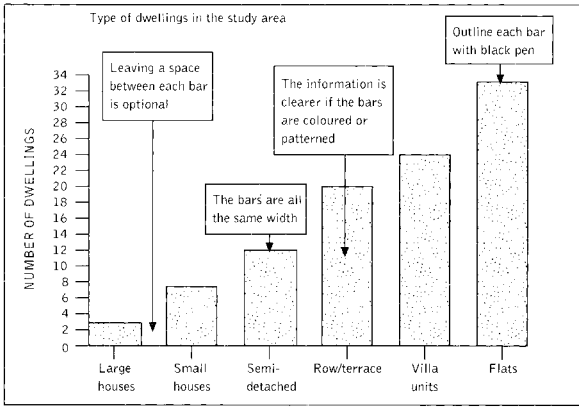 Type of dwellings in the study area
Leaving a space
between each bar
is optional
The information is
clearer if the bars
are coloured or
patterned
Outline each bar
with black pen
The bars are all
the same width
NUMBER OF DWELLINGS
34
32
30
28
26
24
22
20
18
16
14
12
10
8
6
4
2
0
Large
houses
Small
houses
Semi-
detached
Row/terrace
Villa
units
Flats